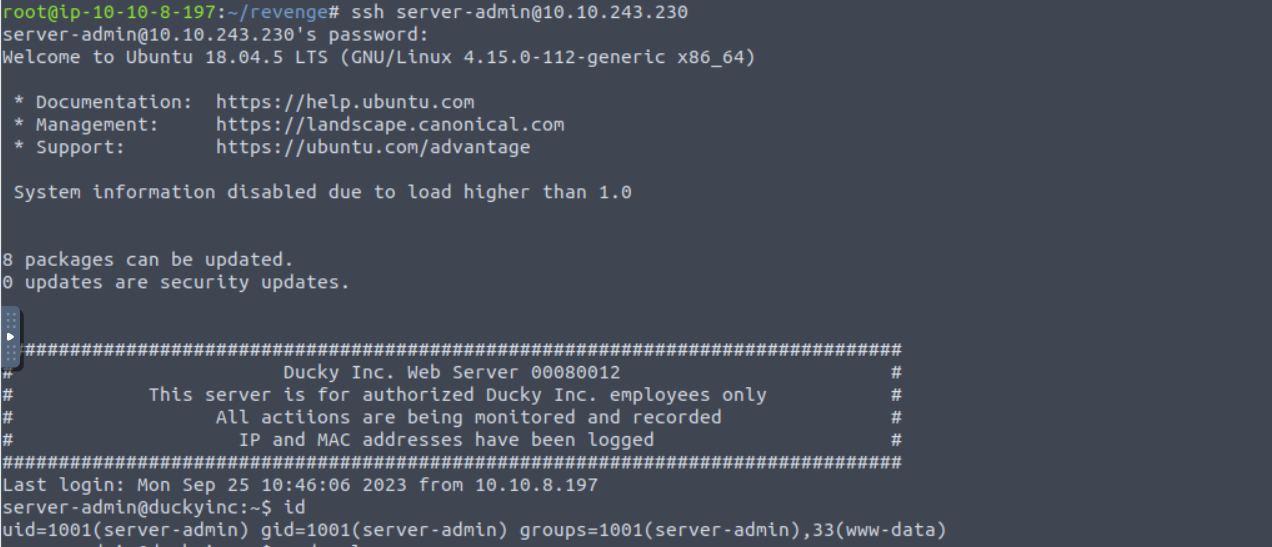 root@ip-10-10-8-197:~/revenge# ssh server-admin@10.10.243.230
server-admin@10.10.243.230's password:
Welcome to Ubuntu 18.04.5 LTS (GNU/Linux 4.15.0-112-generic x86_64)
* Documentation:  https://help.ubuntu.com
* Management:     https://landscape.canonical.com
* Support:        https://ubuntu.com/advantage
System information disabled due to load higher than 1.0
8 packages can be updated.
0 updates are security updates.
##############################################################################
#                        Ducky Inc. Web Server 00080012                        #
#            This server is for authorized Ducky Inc. employees only           #
#                  All actiions are being monitored and recorded               #
#                    IP and MAC addresses have been logged                     #
################################################################################
Last login: Mon Sep 25 10:46:06 2023 from 10.10.8.197
server-admin@duckyinc:~$ id
uid=1001(server-admin) gid=1001(server-admin) groups=1001(server-admin),33(www-data)